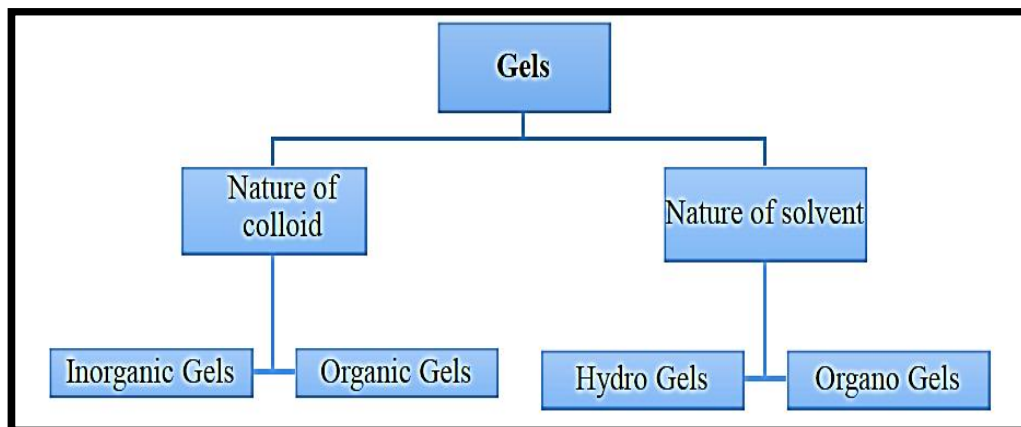 Gels
Nature of
colloid
Nature of solvent
Inorganic Gels
Organic Gels
Hydro Gels
Organo Gels